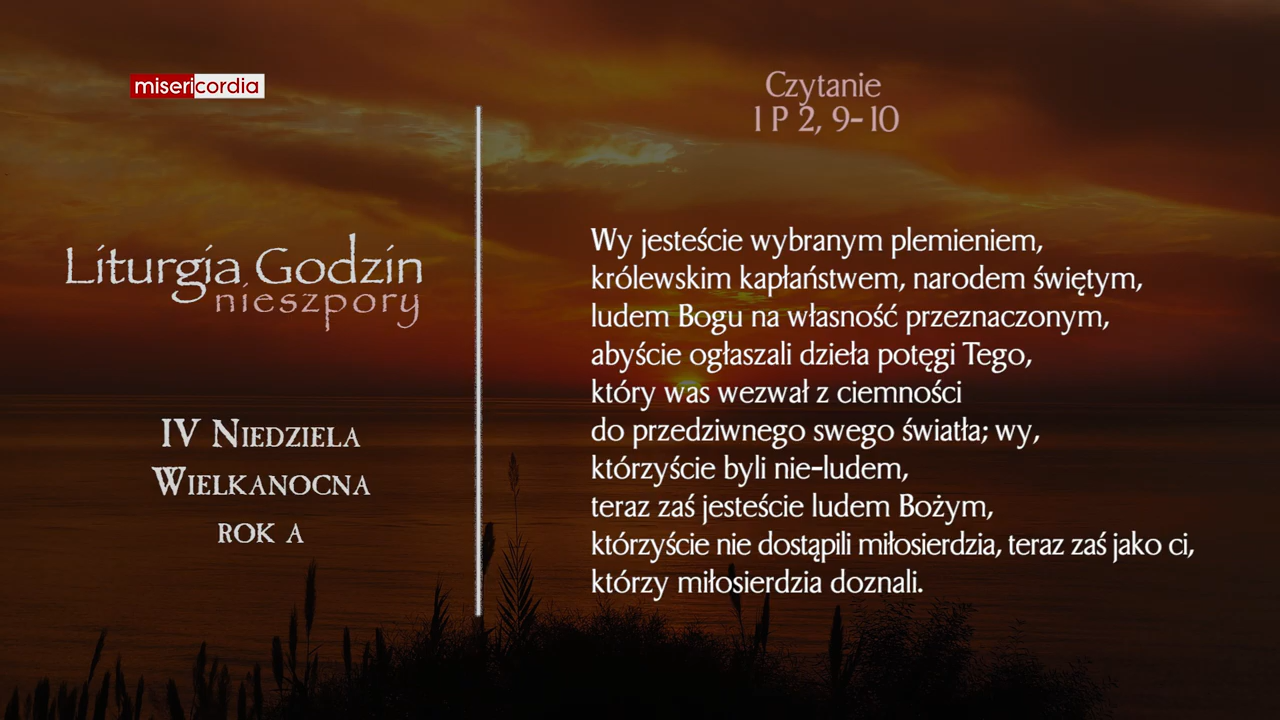 misericordia
Liturgia Godzin
nieszpory
IV Niedziela
Wielkanocna
rok A
Czytanie
1 P 2, 9-10
Wy jesteście wybranym plemieniem,
królewskim kapłaństwem, narodem świętym,
ludem Bogu na własność przeznaczonym,
abyście ogłaszali dzieła potęgi Tego,
który was wezwał z ciemności
do przedziwnego swego światła; wy,
którzyście byli nie-ludem,
teraz zaś jesteście ludem Bożym,
którzyście nie dostąpili miłosierdzia, teraz zaś jako ci,
którzy miłosierdzia doznali.